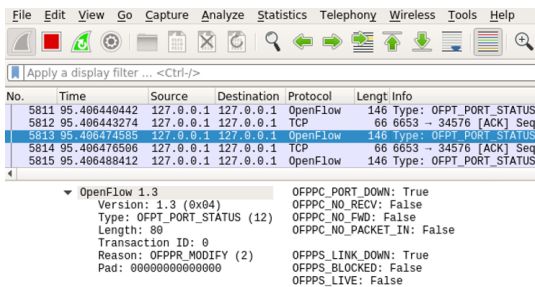 File Edit View Go Capture Analyze Statistics Telephony Wireless Tools Help
Apply a display filter ... <Ctrl-/>
No. Time Source Destination Protocol Lengt Info
5811 95.406440442 127.0.0.1 127.0.0.1 OpenFlow 146 Type: OFPT_PORT_STATUS
5812 95.406443274 127.0.0.1 127.0.0.1 TCP 66 6653 → 34576 [ACK] Seq
5813 95.406474585 127.0.0.1 127.0.0.1 OpenFlow 146 Type: OFPT_PORT_STATUS
5814 95.406476506 127.0.0.1 127.0.0.1 TCP 66 6653 → 34576 [ACK] Seq
5815 95.406488412 127.0.0.1 127.0.0.1 OpenFlow 146 Type: OFPT_PORT_STATUS
OpenFlow 1.3
Version: 1.3 (0x04)
Type: OFPT_PORT_STATUS (12)
Length: 80
Transaction ID: 0
Reason: OFPPR_MODIFY (2)
Pad: 00000000000000
OFPPC_PORT_DOWN: True
OFPPC_NO_RECV: False
OFPPC_NO_FWD: False
OFPPC_NO_PACKET_IN: False
OFPPS_LINK_DOWN: True
OFPPS_BLOCKED: False
OFPPS_LIVE: False